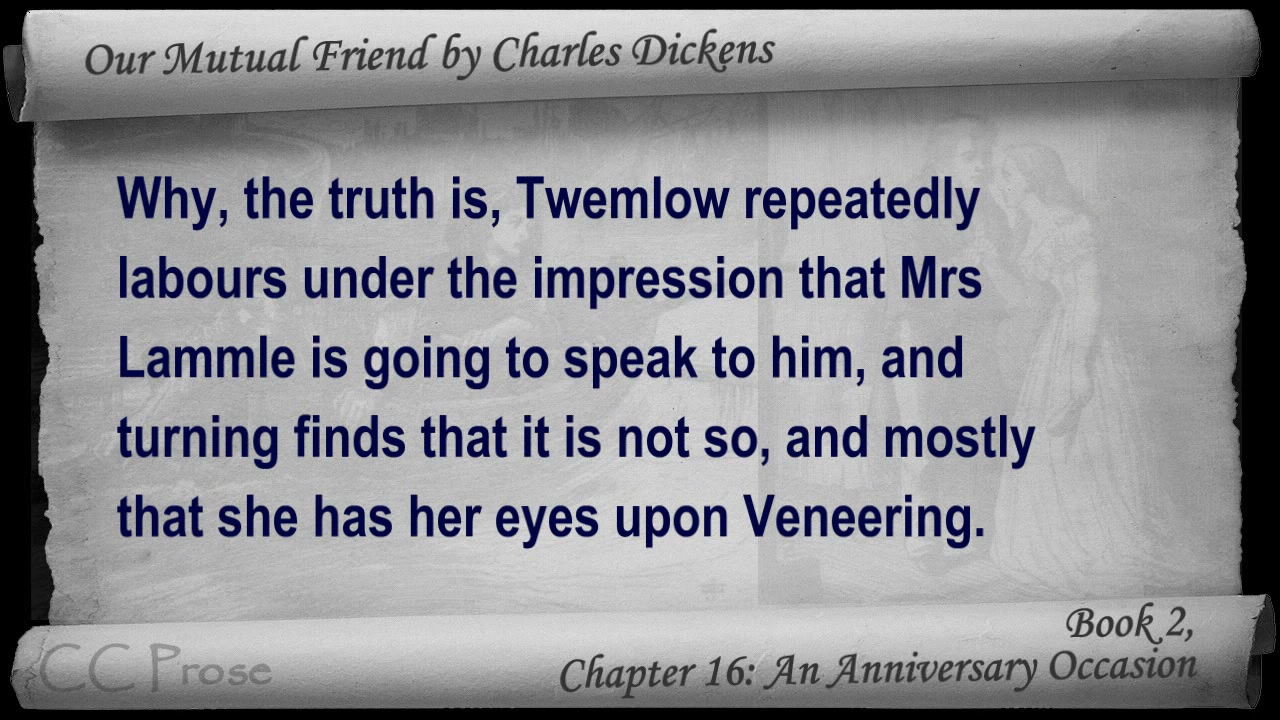 Our Mutual Friend by Charles Dickens
Why, the truth is, Twemlow repeatedly
labours under the impression that Mrs
Lammle is going to speak to him, and
turning finds that it is not so, and mostly
that she has her eyes upon Veneering.
Book 2,
CC Prose
Chapter 16: An Anniversary Occasion